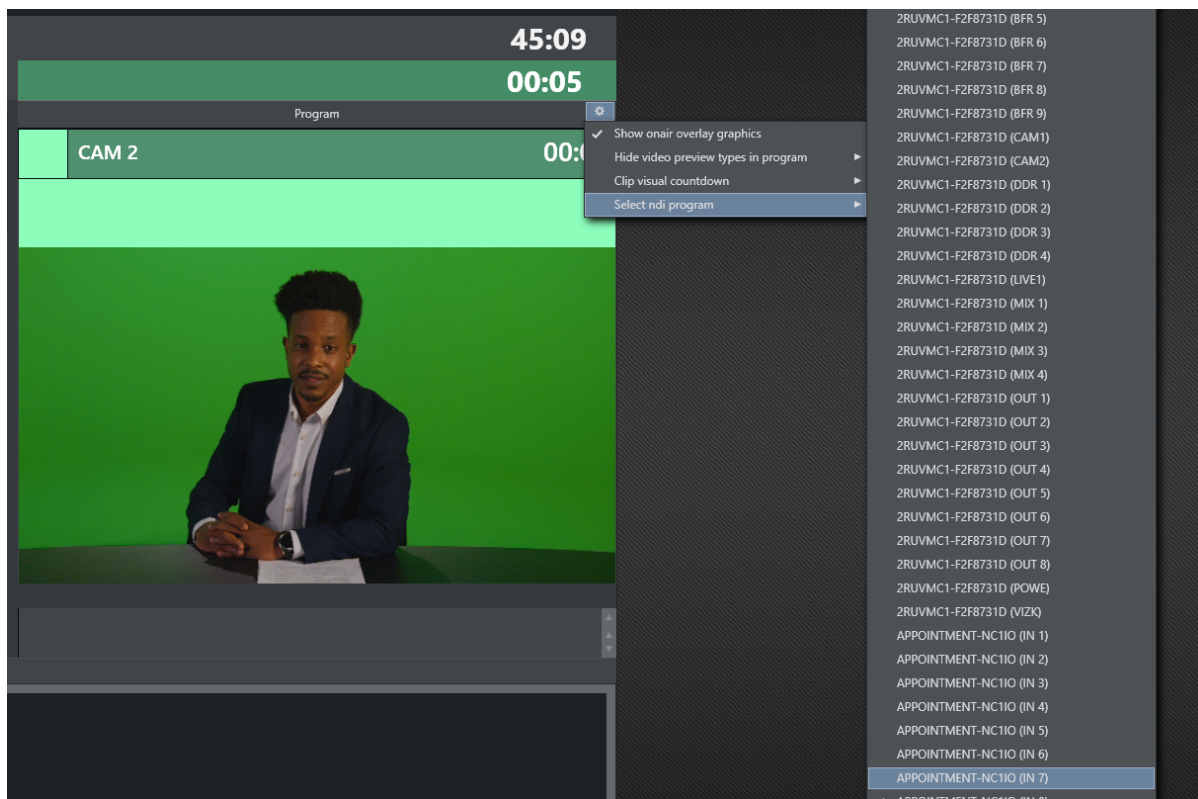 45:09
00:05
Program
CAM 2
Show onair overlay graphics
Hide video preview types in program
Clip visual countdown
Select ndi program
2RUVMC1-F2F8731D (BFR 5)
2RUVMC1-F2F8731D (BFR 6)
2RUVMC1-F2F8731D (BFR 7)
2RUVMC1-F2F8731D (BFR 8)
2RUVMC1-F2F8731D (BFR 9)
2RUVMC1-F2F8731D (CAM1)
2RUVMC1-F2F8731D (CAM2)
2RUVMC1-F2F8731D (DDR 1)
2RUVMC1-F2F8731D (DDR 2)
2RUVMC1-F2F8731D (DDR 3)
2RUVMC1-F2F8731D (DDR 4)
2RUVMC1-F2F8731D (LIVE1)
2RUVMC1-F2F8731D (MIX 1)
2RUVMC1-F2F8731D (MIX 2)
2RUVMC1-F2F8731D (MIX 3)
2RUVMC1-F2F8731D (MIX 4)
2RUVMC1-F2F8731D (OUT 1)
2RUVMC1-F2F8731D (OUT 2)
2RUVMC1-F2F8731D (OUT 3)
2RUVMC1-F2F8731D (OUT 4)
2RUVMC1-F2F8731D (OUT 5)
2RUVMC1-F2F8731D (OUT 6)
2RUVMC1-F2F8731D (OUT 7)
2RUVMC1-F2F8731D (OUT 8)
2RUVMC1-F2F8731D (POWE)
2RUVMC1-F2F8731D (VIZK)
APPOINTMENT-NC1IO (IN 1)
APPOINTMENT-NC1IO (IN 2)
APPOINTMENT-NC1IO (IN 3)
APPOINTMENT-NC1IO (IN 4)
APPOINTMENT-NC1IO (IN 5)
APPOINTMENT-NC1IO (IN 6)
APPOINTMENT-NC1IO (IN 7)